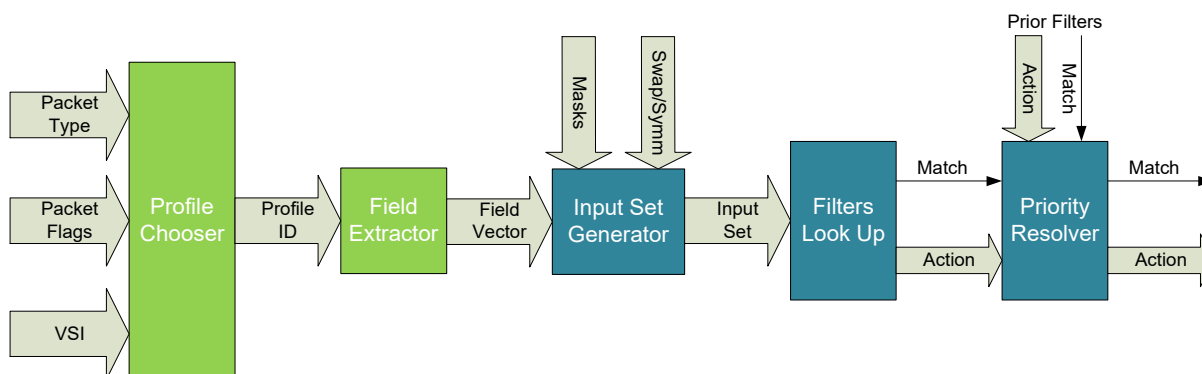 Packet
Type
Packet
Flags
VSI
Profile
Chooser
Profile
ID
Field
Extractor
Field
Vector
Masks
Swap/Symm
Input Set
Generator
Input
Set
Filters
Look Up
Match
Action
Prior Filters
Action
Match
Priority
Resolver
Match
Action